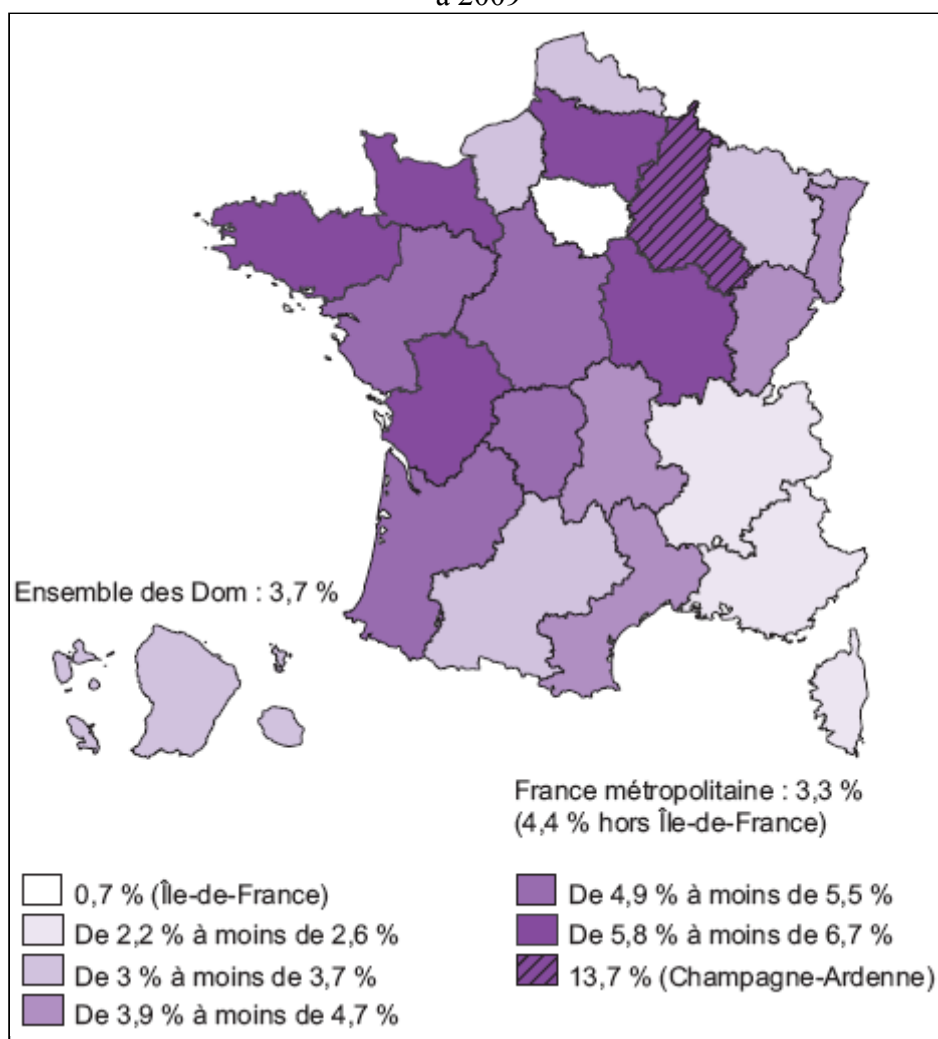 à 2009
Ensemble des Dom : 3,7 %
France métropolitaine : 3,3 %
(4,4 % hors Île-de-France)
0,7 % (Île-de-France)
De 2,2 % à moins de 2,6 %
De 3 % à moins de 3,7 %
De 3,9 % à moins de 4,7 %
De 4,9 % à moins de 5,5 %
De 5,8 % à moins de 6,7 %
13,7 % (Champagne-Ardenne)